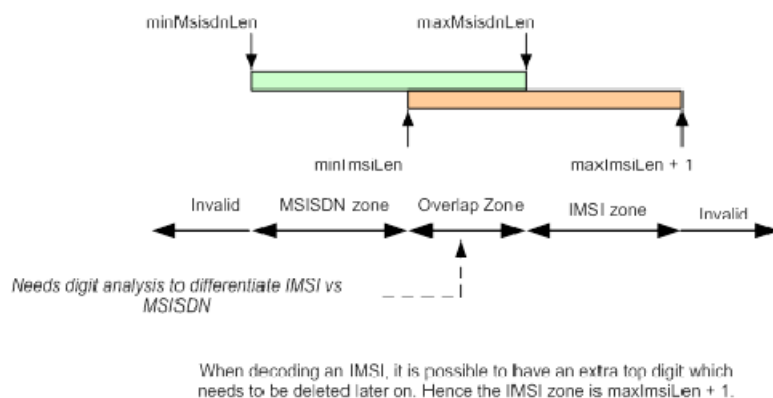 minMsisdnLen maxMsisdnLen
minImsiLen maxImsiLen + 1
Invalid MSISDN zone Overlap Zone IMSI zone Invalid
Needs digit analysis to differentiate IMSI vs
MSISDN
When decoding an IMSI, it is possible to have an extra top digit which
needs to be deleted later on. Hence the IMSI zone is maxImsiLen + 1.